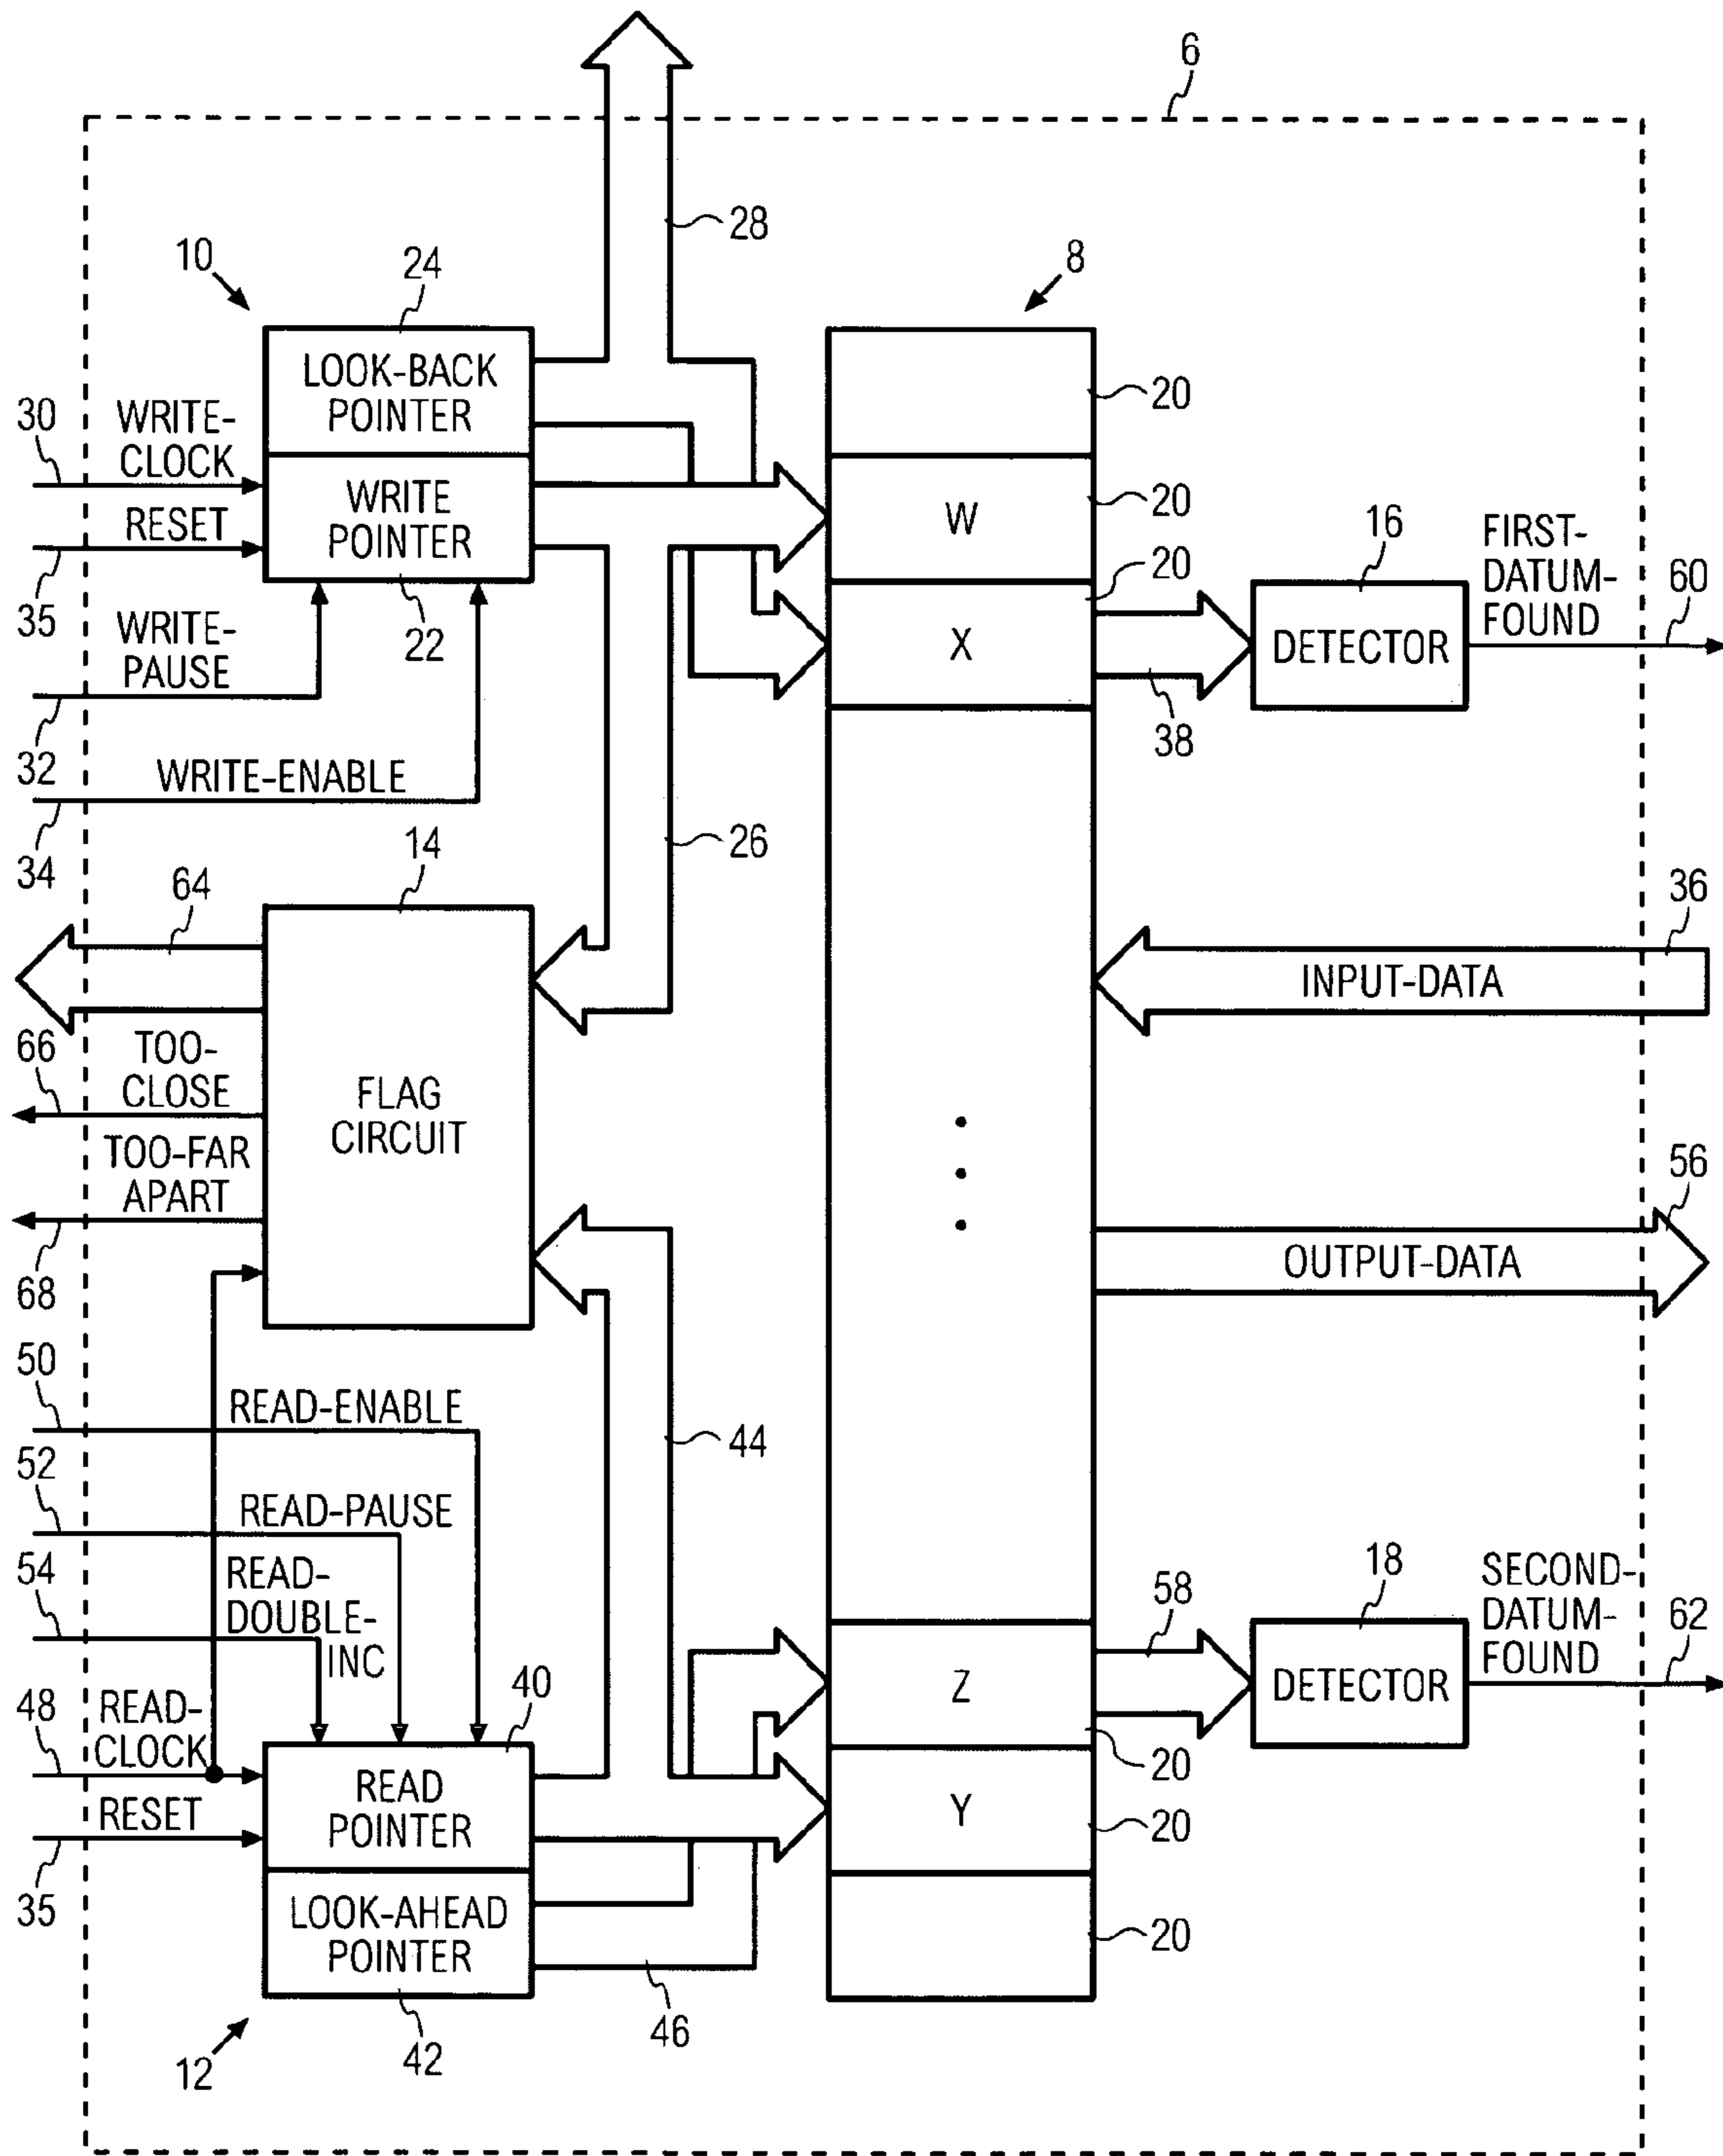 6
28
10
24
8
LOOK-BACK
POINTER
20
30
WRITE-
CLOCK
WRITE
POINTER
W
20
RESET
35
16
FIRST-
DATUM-
FOUND
60
20
WRITE-
PAUSE
22
X
DETECTOR
32
38
WRITE-ENABLE
34
14
26
64
36
INPUT-DATA
66
TOO-
CLOSE
FLAG
CIRCUIT
TOO-FAR
APART
56
68
OUTPUT-DATA
50
READ-ENABLE
44
52
READ-PAUSE
54
READ-
DOUBLE-
INC
58
18
SECOND-
DATUM-
FOUND
62
48
READ-
CLOCK
40
Z
DETECTOR
20
READ
POINTER
Y
20
RESET
35
LOOK-AHEAD
POINTER
20
46
12
42